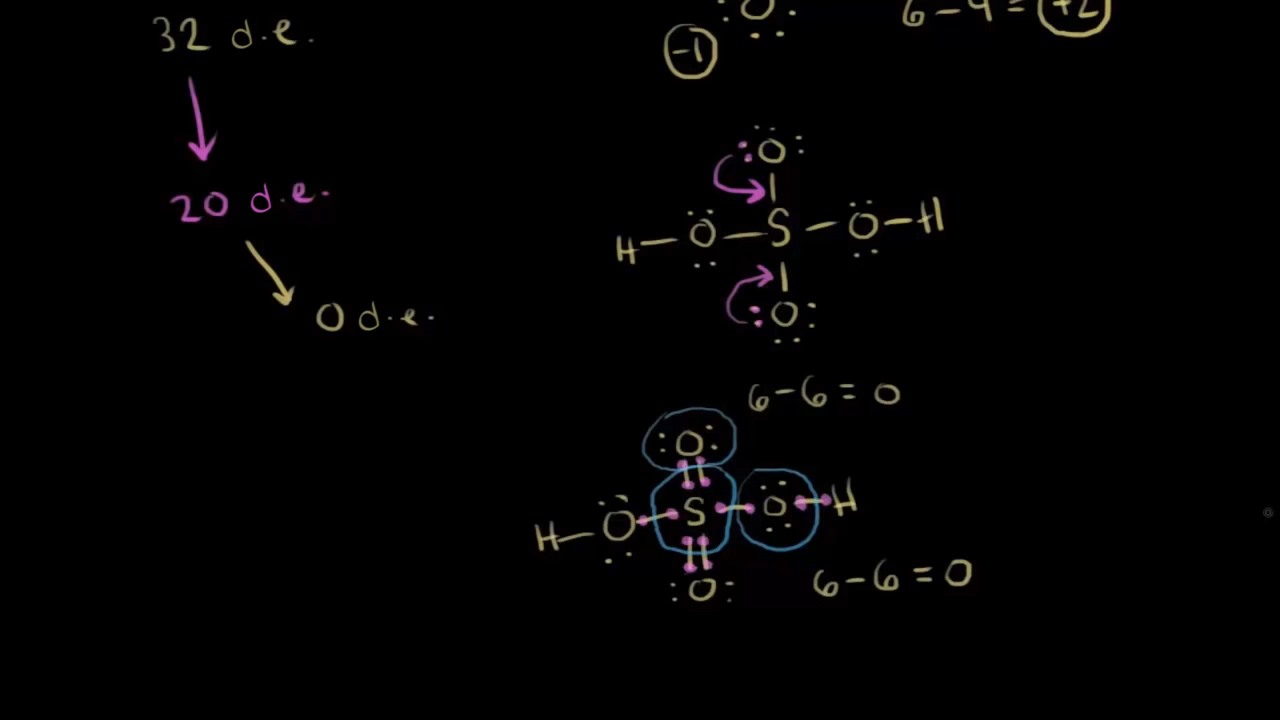 32 d.e.
20 d.e.
0 d.e.
:O:
-1
6 - 4 = +2
:O:
H - O - S - O - H
:O:
6 - 6 = 0
:O:
H - O - S - O - H
:O:
6 - 6 = 0